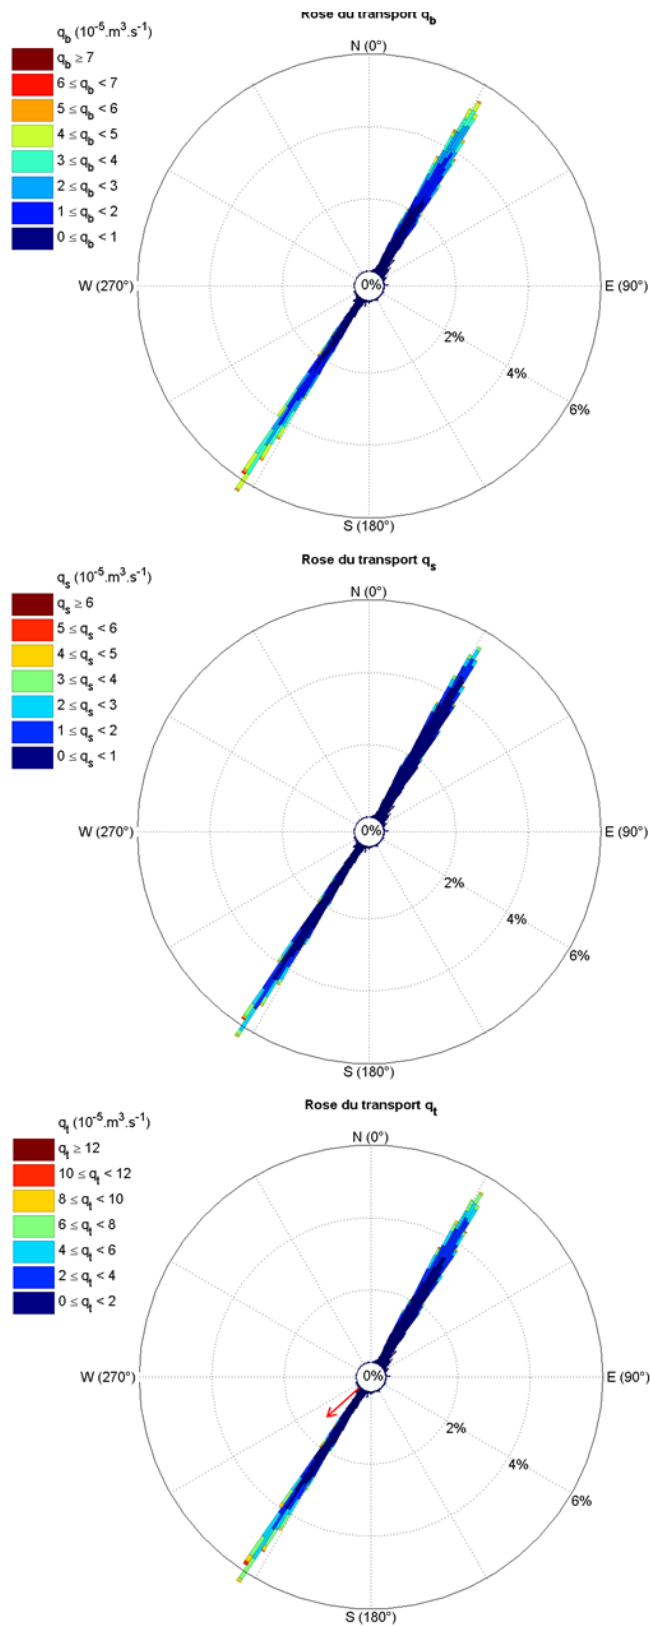 Rose du transport q_b
q_b (10^-5.m^3.s^-1)
q_b ≥ 7
6 ≤ q_b < 7
5 ≤ q_b < 6
4 ≤ q_b < 5
3 ≤ q_b < 4
2 ≤ q_b < 3
1 ≤ q_b < 2
0 ≤ q_b < 1
N (0°)
W (270°)
0%
E (90°)
2%
4%
6%
S (180°)
Rose du transport q_s
q_s (10^-5.m^3.s^-1)
q_s ≥ 6
5 ≤ q_s < 6
4 ≤ q_s < 5
3 ≤ q_s < 4
2 ≤ q_s < 3
1 ≤ q_s < 2
0 ≤ q_s < 1
N (0°)
W (270°)
0%
E (90°)
2%
4%
6%
S (180°)
Rose du transport q_t
q_t (10^-5.m^3.s^-1)
q_t ≥ 12
10 ≤ q_t < 12
8 ≤ q_t < 10
6 ≤ q_t < 8
4 ≤ q_t < 6
2 ≤ q_t < 4
0 ≤ q_t < 2
N (0°)
W (270°)
0%
E (90°)
2%
4%
6%
S (180°)